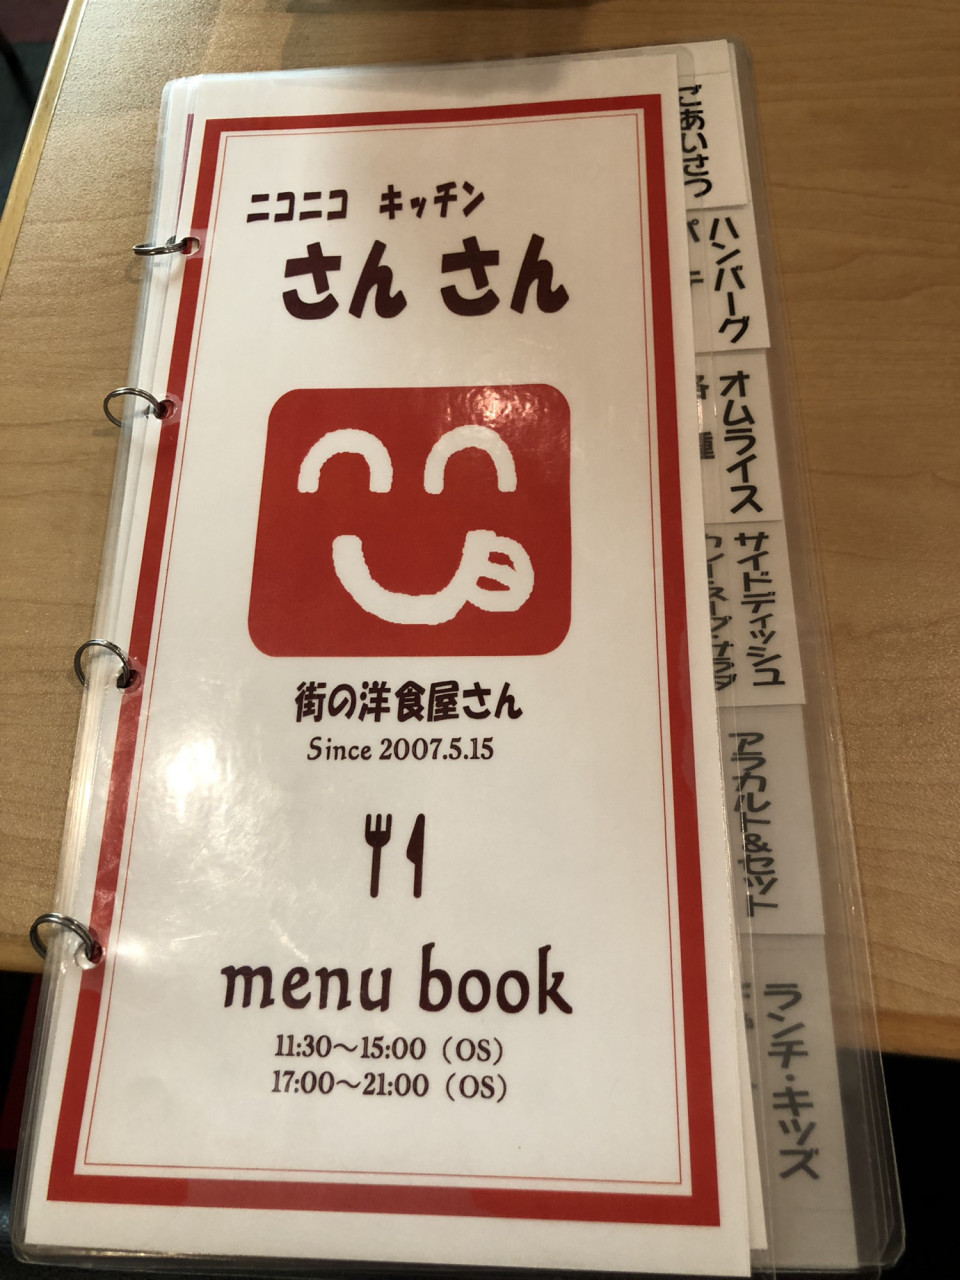 ニコニコ キッチン
さん さん
街の洋食屋さん
Since 2007.5.15
menu book
11:30～15:00（OS）
17:00～21:00（OS）
ごあいさつ
ハンバーグ
オムライス
サイドディッシュ
アラカルト&セット
ランチ・キッズ